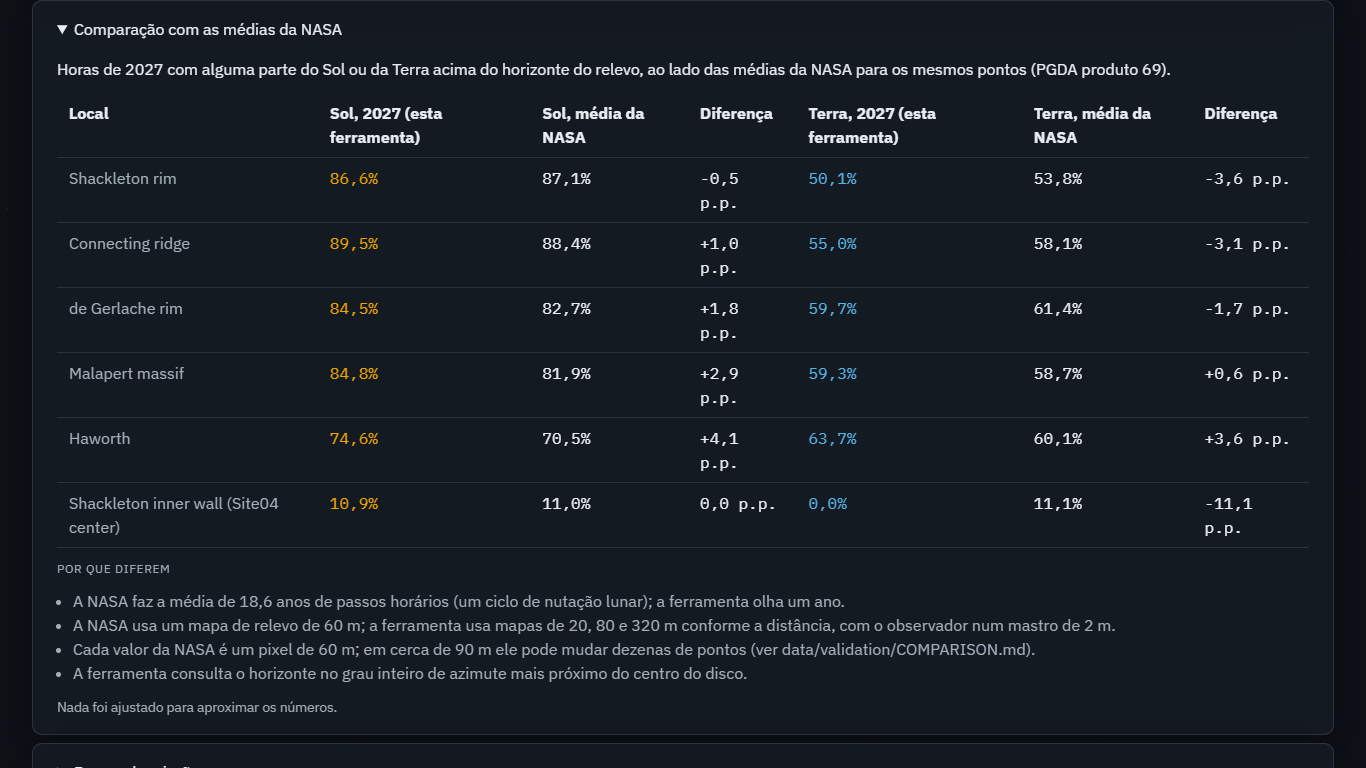 ▼ Comparação com as médias da NASA
Horas de 2027 com alguma parte do Sol ou da Terra acima do horizonte do relevo, ao lado das médias da NASA para os mesmos pontos (PGDA produto 69).
Local Sol, 2027 (esta ferramenta) Sol, média da NASA Diferença Terra, 2027 (esta ferramenta) Terra, média da NASA Diferença
Shackleton rim 86,6% 87,1% -0,5 p.p. 50,1% 53,8% -3,6 p.p.
Connecting ridge 89,5% 88,4% +1,0 p.p. 55,0% 58,1% -3,1 p.p.
de Gerlache rim 84,5% 82,7% +1,8 p.p. 59,7% 61,4% -1,7 p.p.
Malapert massif 84,8% 81,9% +2,9 p.p. 59,3% 58,7% +0,6 p.p.
Haworth 74,6% 70,5% +4,1 p.p. 63,7% 60,1% +3,6 p.p.
Shackleton inner wall (Site04 center) 10,9% 11,0% 0,0 p.p. 0,0% 11,1% -11,1 p.p.
POR QUE DIFEREM
• A NASA faz a média de 18,6 anos de passos horários (um ciclo de nutação lunar); a ferramenta olha um ano.
• A NASA usa um mapa de relevo de 60 m; a ferramenta usa mapas de 20, 80 e 320 m conforme a distância, com o observador num mastro de 2 m.
• Cada valor da NASA é um pixel de 60 m; em cerca de 90 m ele pode mudar dezenas de pontos (ver data/validation/COMPARISON.md).
• A ferramenta consulta o horizonte no grau inteiro de azimute mais próximo do centro do disco.
Nada foi ajustado para aproximar os números.